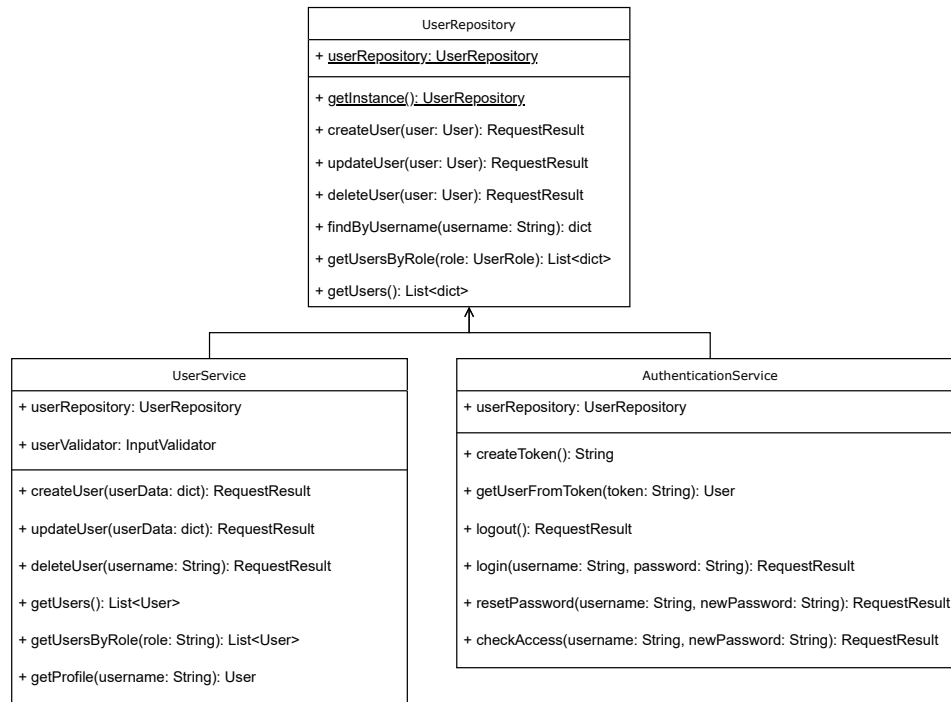 UserRepository
+ userRepository: UserRepository
+ getInstance(): UserRepository
+ createUser(user: User): RequestResult
+ updateUser(user: User): RequestResult
+ deleteUser(user: User): RequestResult
+ findByUsername(username: String): dict
+ getUsersByRole(role: UserRole): List<dict>
+ getUsers(): List<dict>
UserService
+ userRepository: UserRepository
+ userValidator: InputValidator
+ createUser(userData: dict): RequestResult
+ updateUser(userData: dict): RequestResult
+ deleteUser(username: String): RequestResult
+ getUsers(): List<User>
+ getUsersByRole(role: String): List<User>
+ getProfile(username: String): User
AuthenticationService
+ userRepository: UserRepository
+ createToken(): String
+ getUserFromToken(token: String): User
+ logout(): RequestResult
+ login(username: String, password: String): RequestResult
+ resetPassword(username: String, newPassword: String): RequestResult
+ checkAccess(username: String, newPassword: String): RequestResult